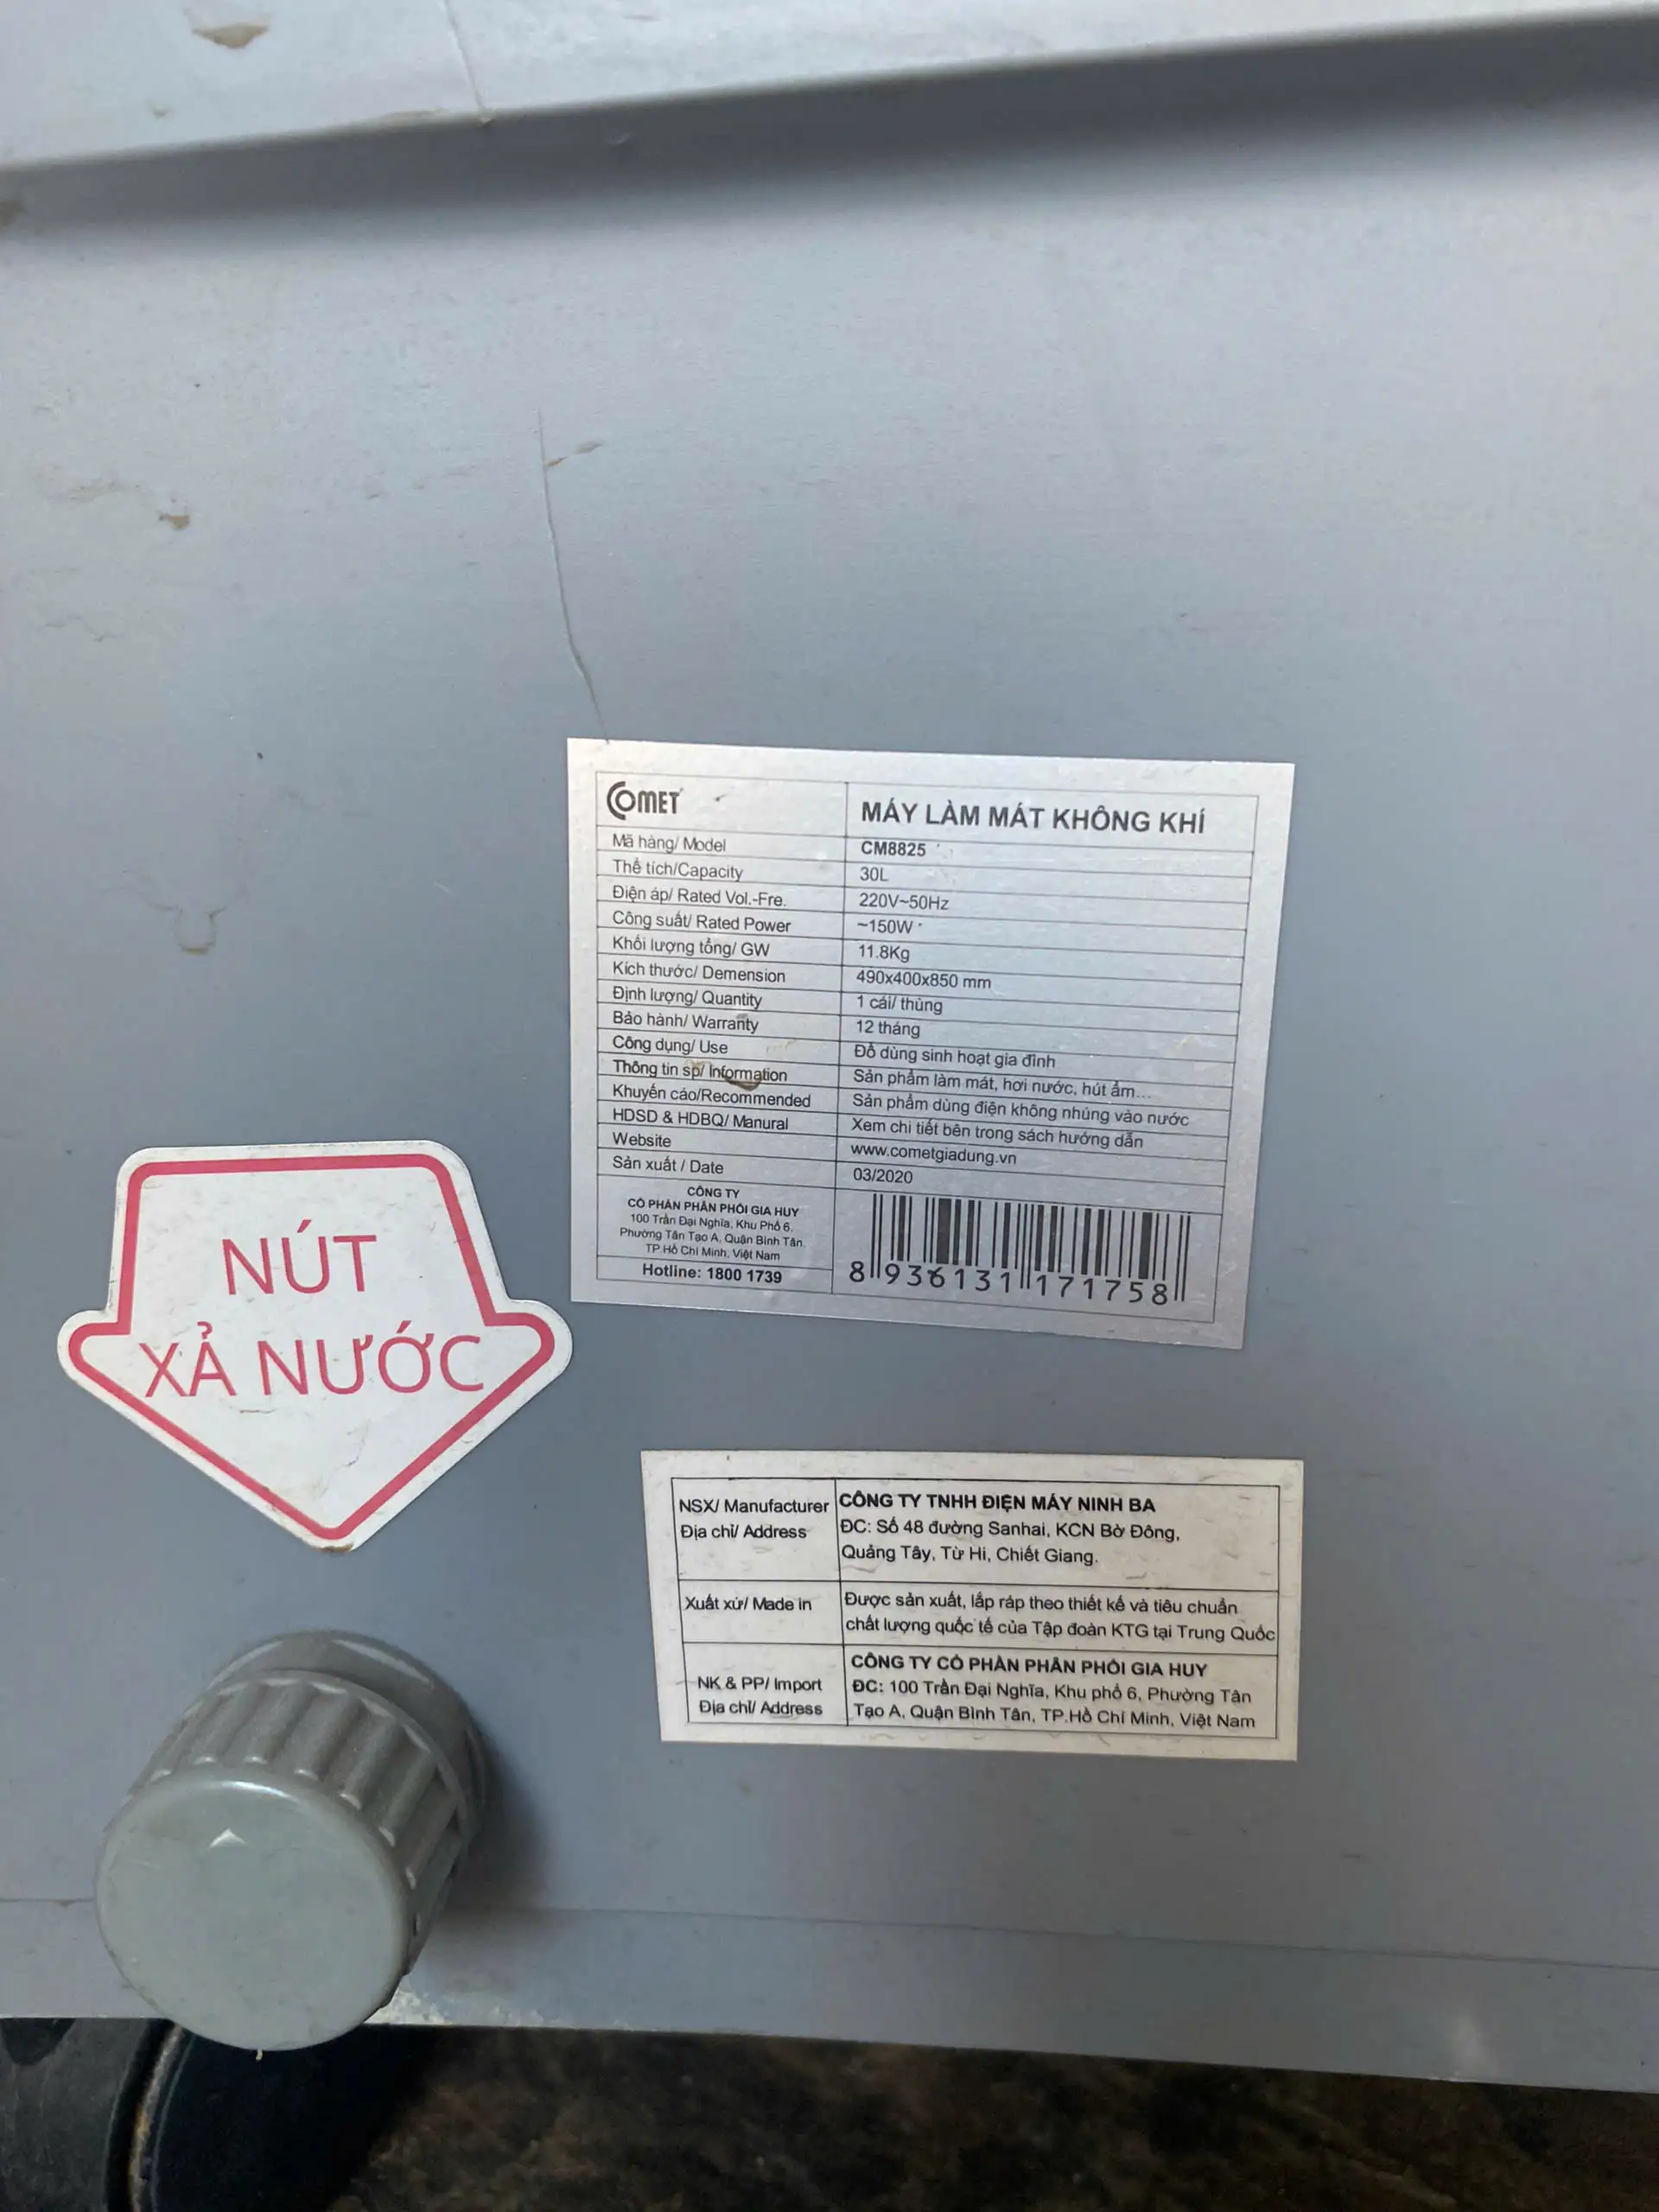 COMET
MÁY LÀM MÁT KHÔNG KHÍ
Mã hàng/ Model CM8825
Thể tích/Capacity 30L
Điện áp/ Rated Vol.-Fre. 220V~50Hz
Công suất/ Rated Power ~150W
Khối lượng tổng/ GW 11.8Kg
Kích thước/ Demension 490x400x850 mm
Định lượng/ Quantity 1 cái/ thùng
Bảo hành/ Warranty 12 tháng
Công dụng/ Use Đồ dùng sinh hoạt gia đình
Thông tin sp/ Information Sản phẩm làm mát, hơi nước, hút ẩm...
Khuyến cáo/Recommended Sản phẩm dùng điện không nhúng vào nước
HDSD & HDBQ/ Manural Xem chi tiết bên trong sách hướng dẫn
Website www.cometgiadung.vn
Sản xuất / Date 03/2020
CÔNG TY
CỔ PHẦN PHÂN PHỐI GIA HUY
100 Trần Đại Nghĩa, Khu Phố 6,
Phường Tân Tạo A, Quận Bình Tân,
TP.Hồ Chí Minh, Việt Nam
Hotline: 1800 1739
8 936131 171758
NÚT
XẢ NƯỚC
NSX/ Manufacturer CÔNG TY TNHH ĐIỆN MÁY NINH BA
Địa chỉ/ Address ĐC: Số 48 đường Sanhai, KCN Bờ Đông,
Quảng Tây, Từ Hi, Chiết Giang.
Xuất xứ/ Made in Được sản xuất, lắp ráp theo thiết kế và tiêu chuẩn
chất lượng quốc tế của Tập đoàn KTG tại Trung Quốc
CÔNG TY CỔ PHẦN PHÂN PHỐI GIA HUY
NK & PP/ Import ĐC: 100 Trần Đại Nghĩa, Khu phố 6, Phường Tân
Địa chỉ/ Address Tạo A, Quận Bình Tân, TP.Hồ Chí Minh, Việt Nam